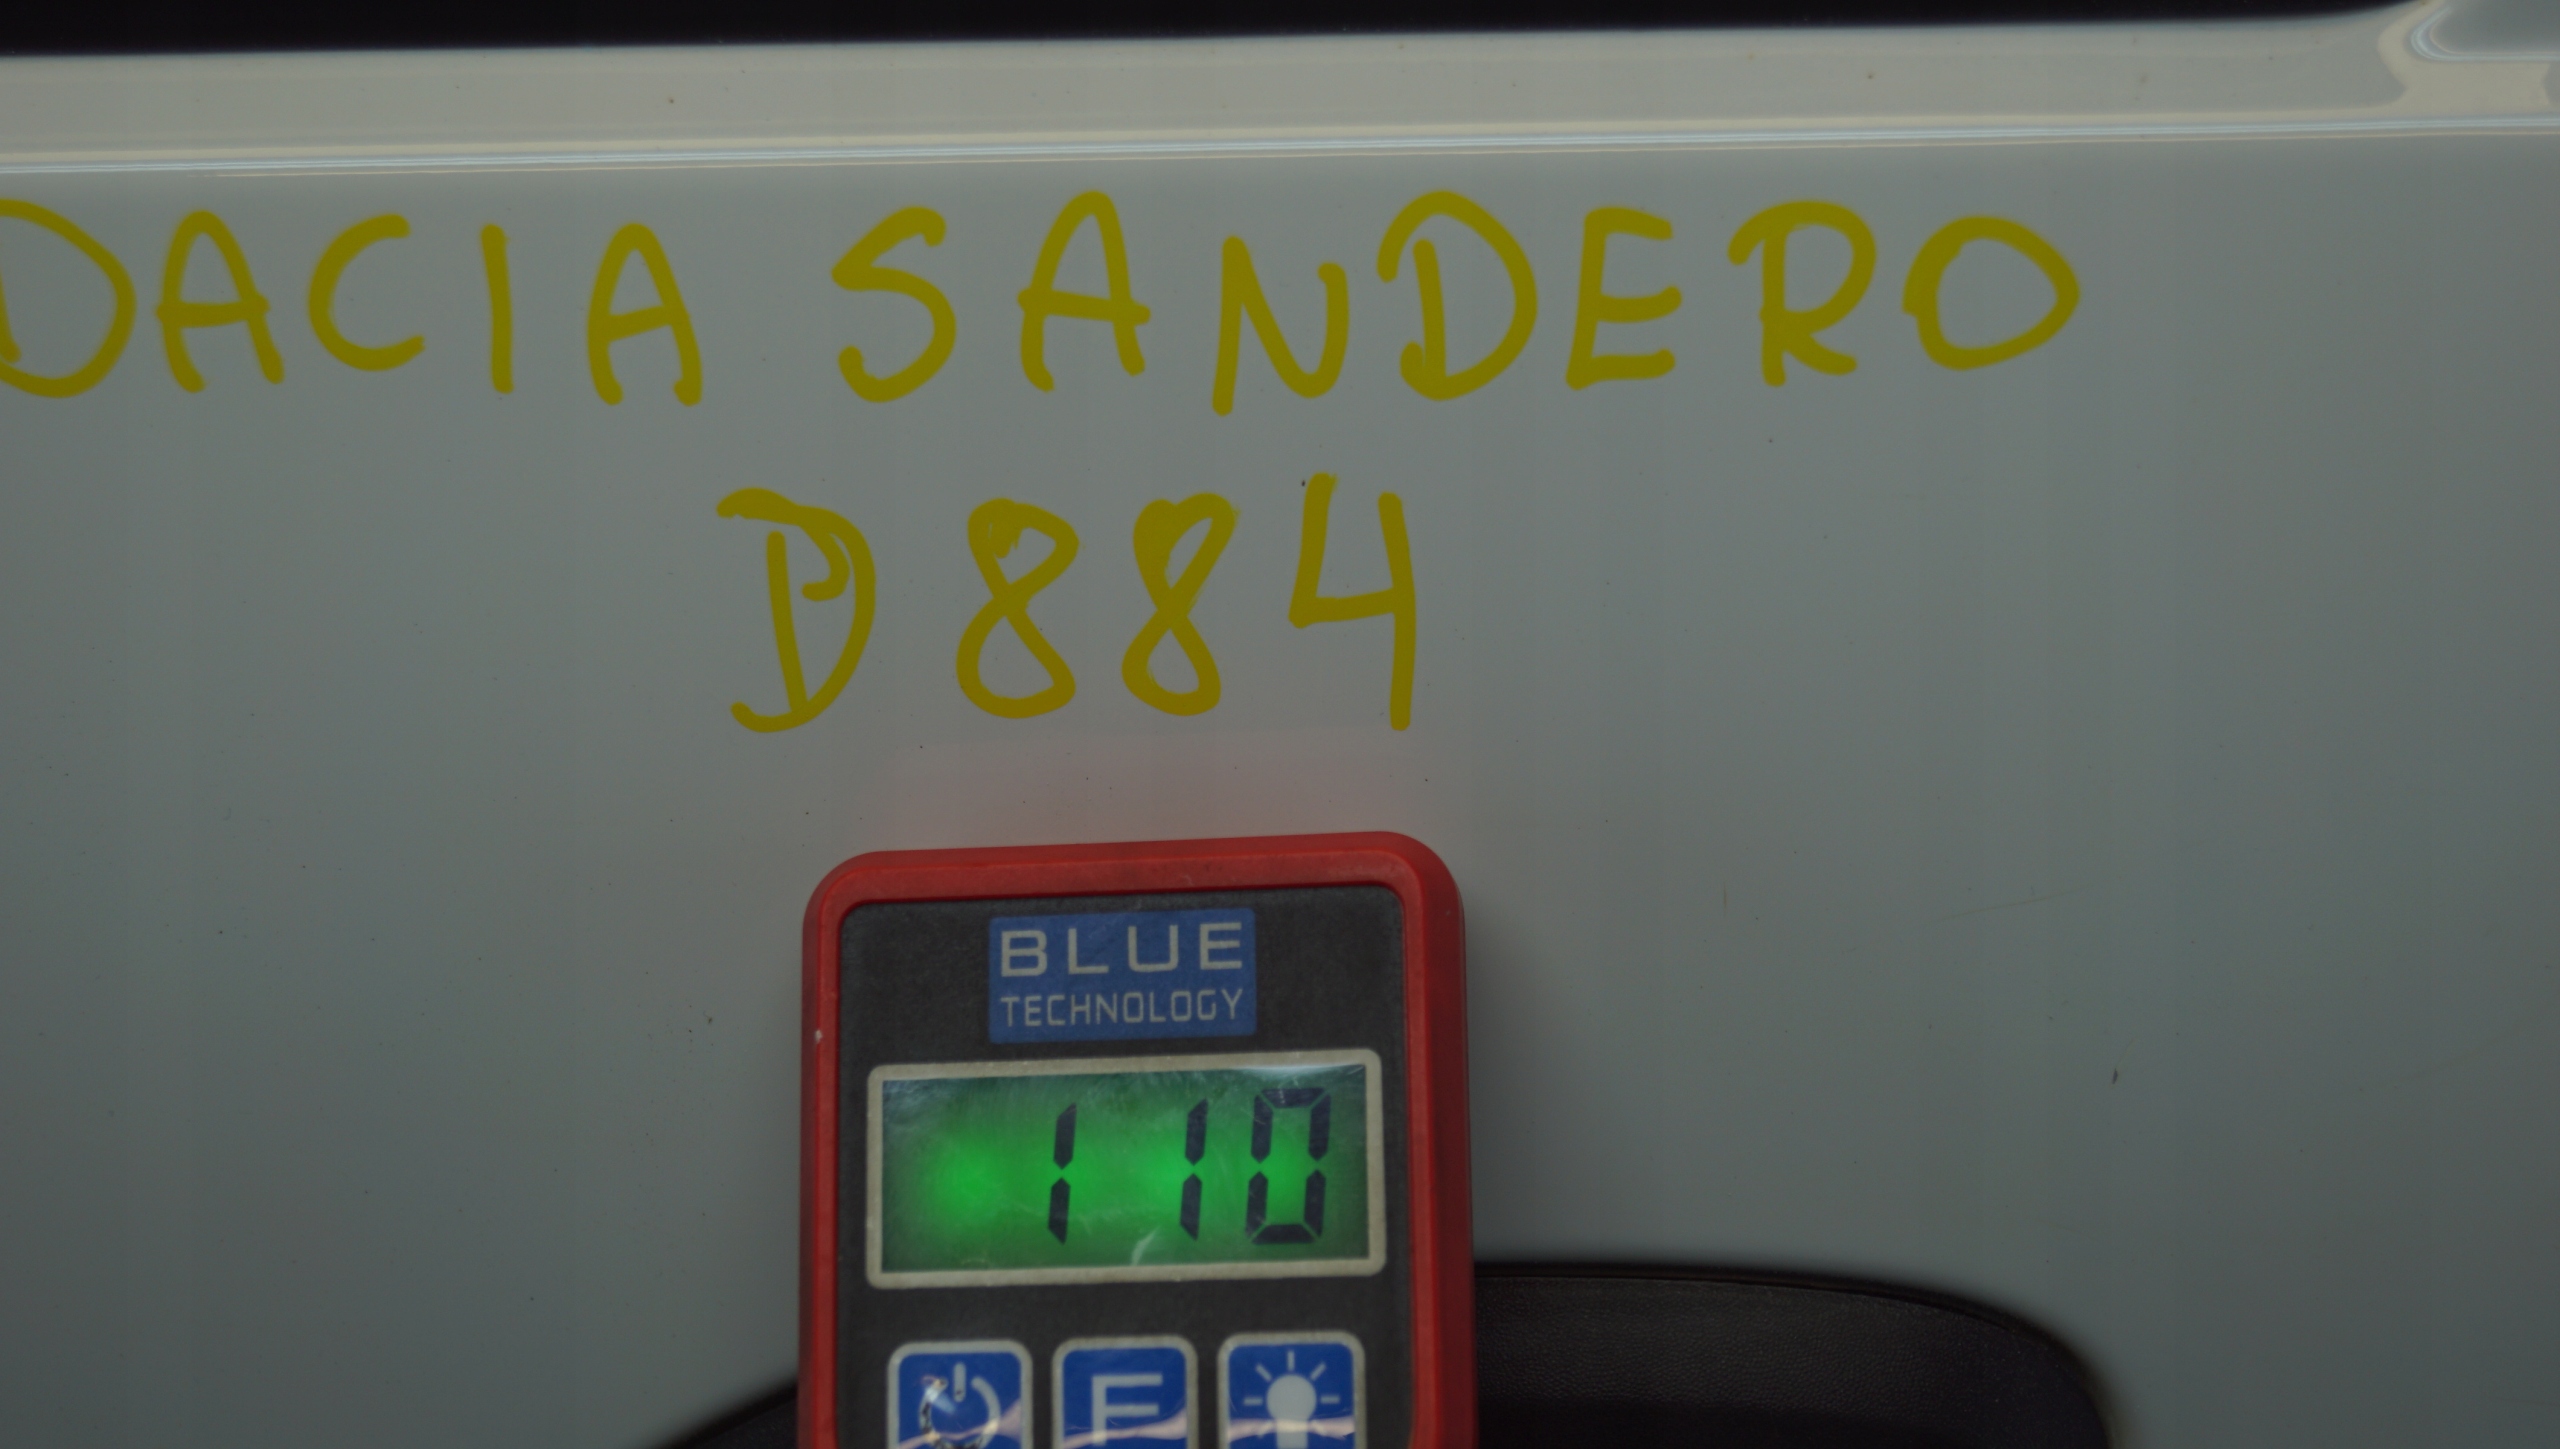 DACIA SANDERO
D884
BLUE
TECHNOLOGY
110
F